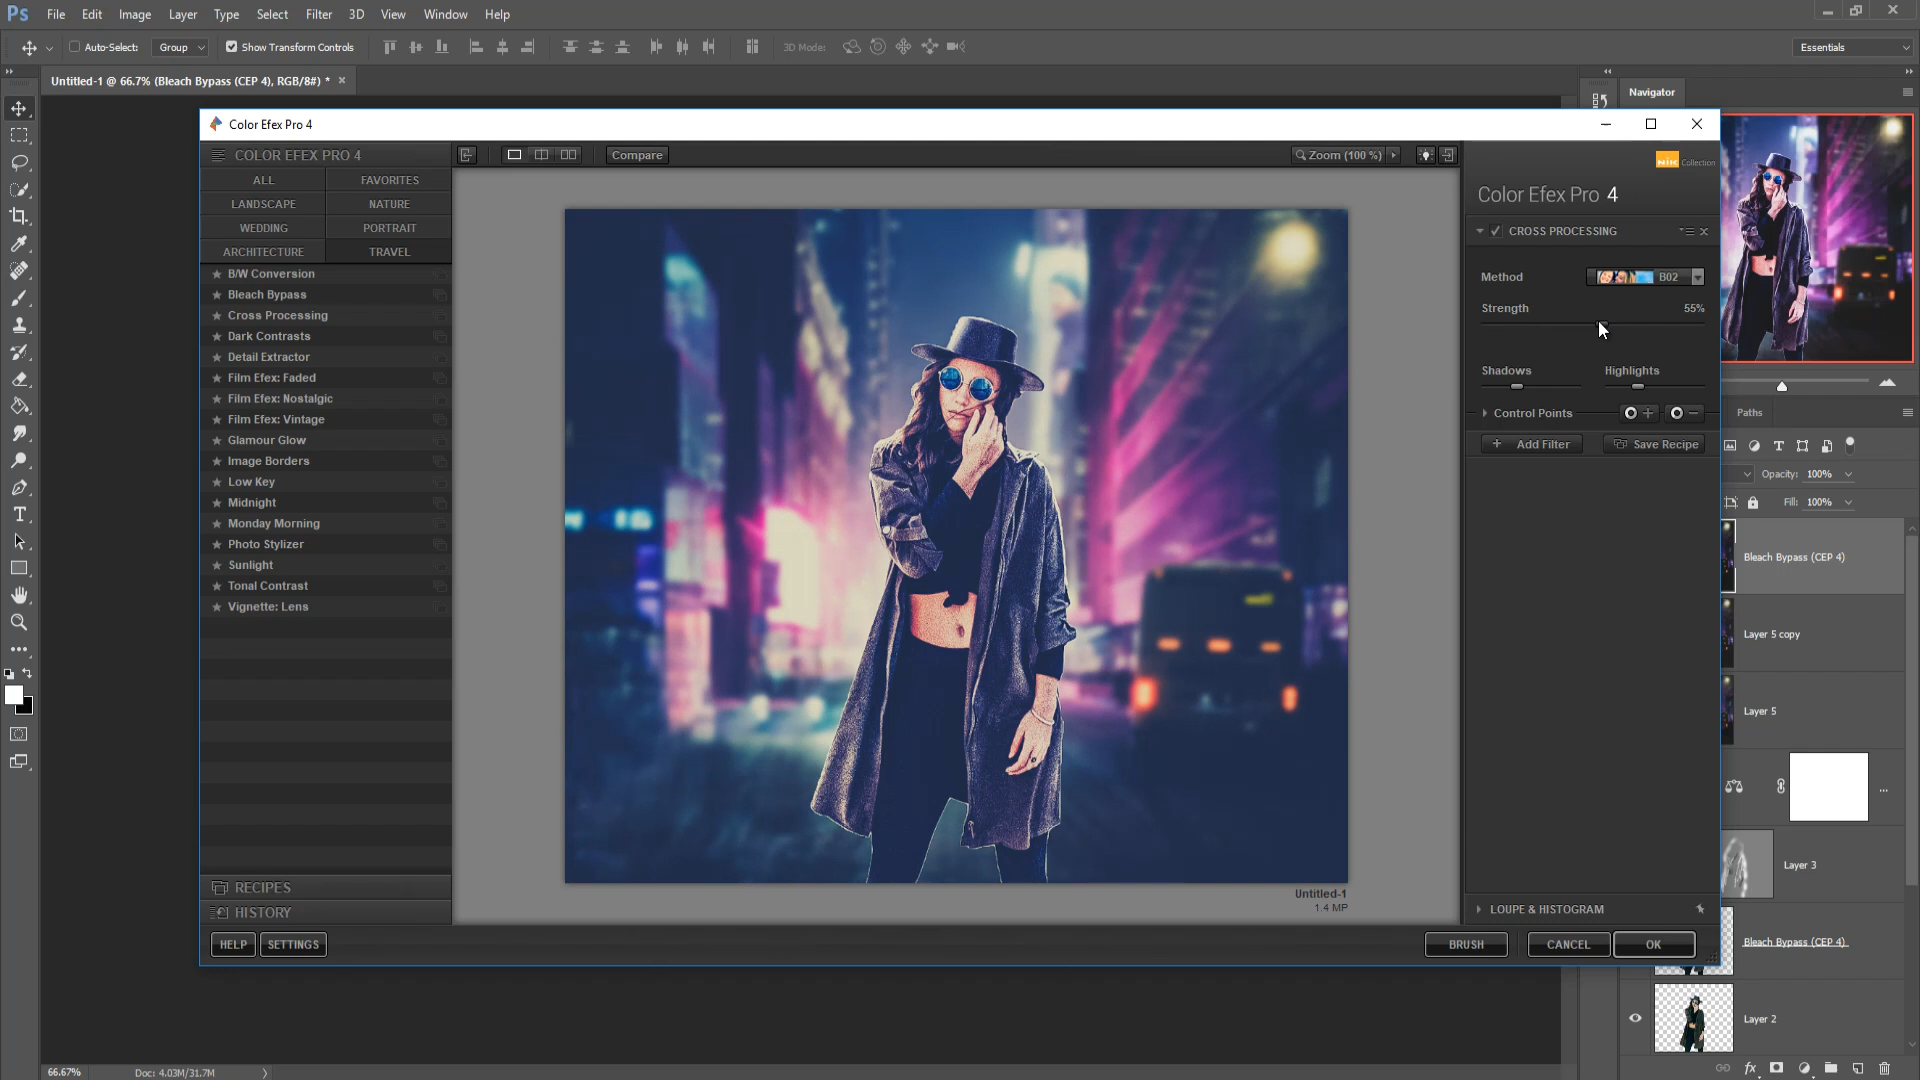 Ps File Edit Image Layer Type Select Filter 3D View Window Help
Auto-Select: Group Show Transform Controls 3D Mode: Essentials
Untitled-1 @ 66.7% (Bleach Bypass (CEP 4), RGB/8#) * ×
Navigator
Color Efex Pro 4
COLOR EFEX PRO 4
Compare
Zoom (100 %)
Nik Collection
ALL
FAVORITES
LANDSCAPE
NATURE
WEDDING
PORTRAIT
ARCHITECTURE
TRAVEL
B/W Conversion
Bleach Bypass
Cross Processing
Dark Contrasts
Detail Extractor
Film Efex: Faded
Film Efex: Nostalgic
Film Efex: Vintage
Glamour Glow
Image Borders
Low Key
Midnight
Monday Morning
Photo Stylizer
Sunlight
Tonal Contrast
Vignette: Lens
RECIPES
HISTORY
HELP
SETTINGS
Untitled-1
1.4 MP
Color Efex Pro 4
CROSS PROCESSING
Method B02
Strength 55%
Shadows Highlights
Control Points
+ Add Filter
Save Recipe
LOUPE & HISTOGRAM
BRUSH
CANCEL
OK
Paths
Opacity: 100%
Fill: 100%
Bleach Bypass (CEP 4)
Layer 5 copy
Layer 5
...
Layer 3
Bleach Bypass (CEP 4)
Layer 2
fx
66.67% Doc: 4.03M/31.7M